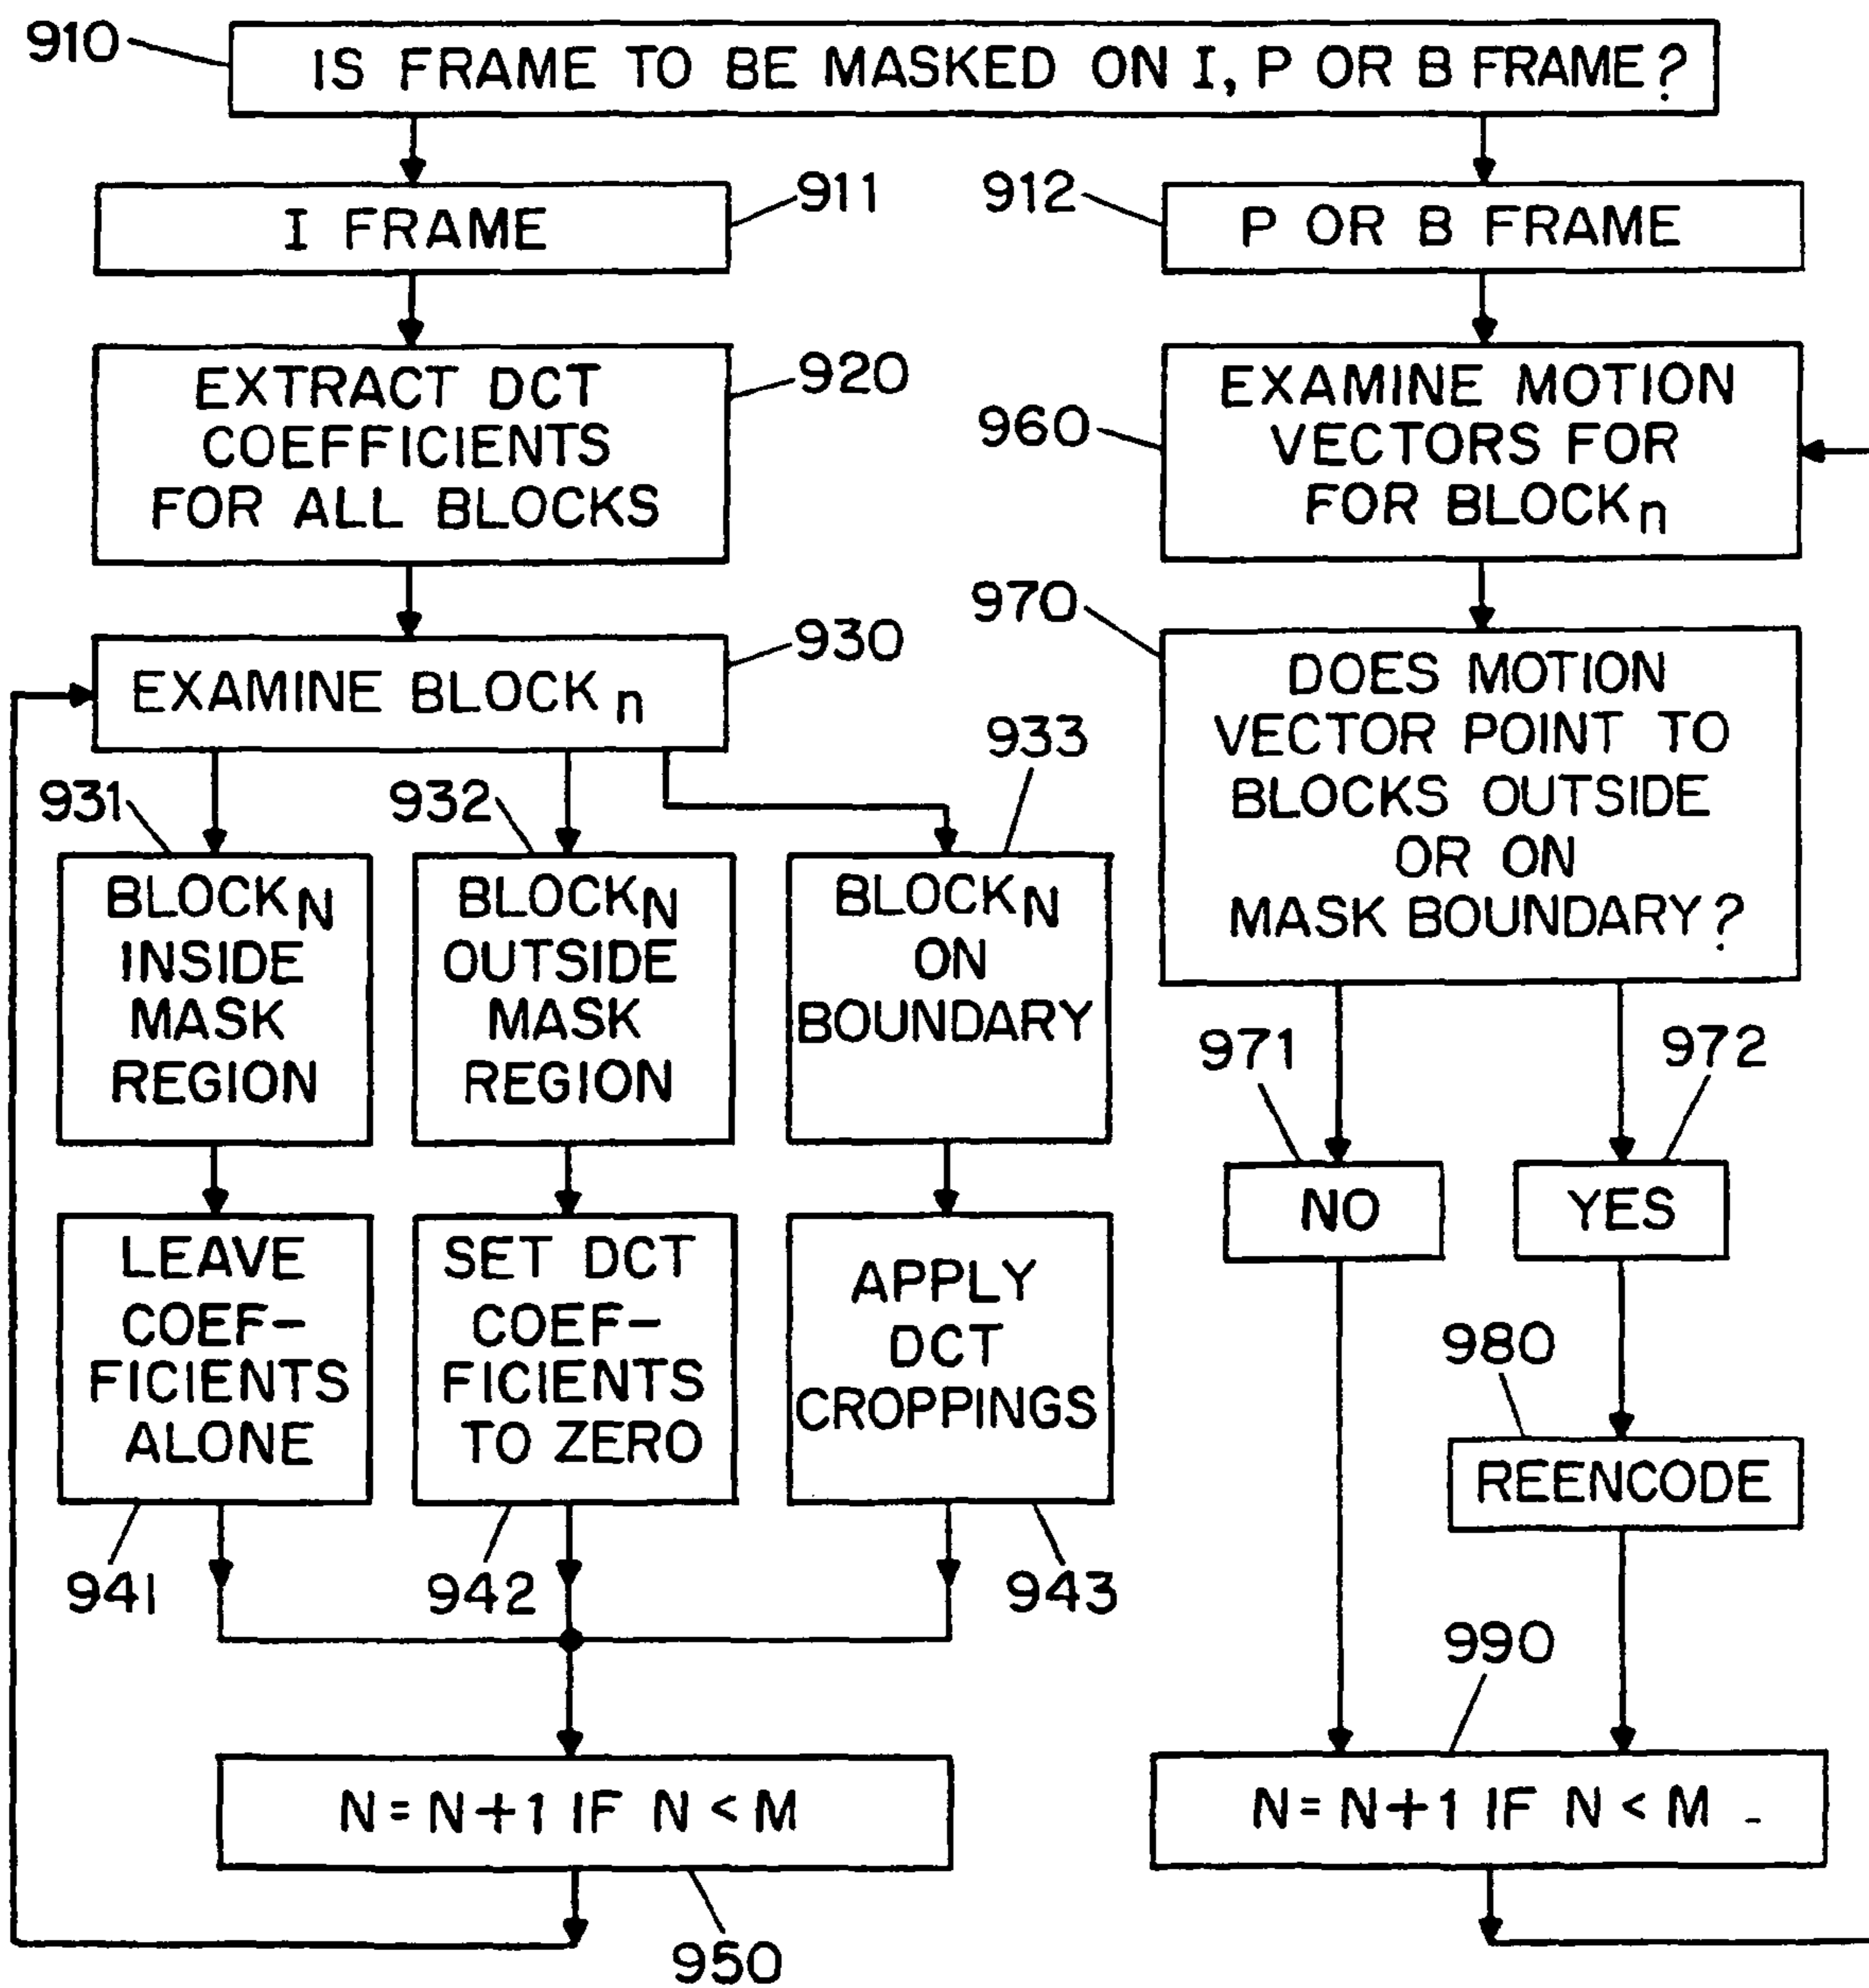 910
IS FRAME TO BE MASKED ON I, P OR B FRAME?
I FRAME
911
912
P OR B FRAME
EXTRACT DCT
COEFFICIENTS
FOR ALL BLOCKS
920
960
EXAMINE MOTION
VECTORS FOR
FOR BLOCKn
EXAMINE BLOCK n
930
970
DOES MOTION
VECTOR POINT TO
BLOCKS OUTSIDE
OR ON
MASK BOUNDARY?
931
932
933
BLOCKN
INSIDE
MASK
REGION
BLOCKN
OUTSIDE
MASK
REGION
BLOCKN
ON
BOUNDARY
971
972
NO
YES
LEAVE
COEF-
FICIENTS
ALONE
SET DCT
COEF-
FICIENTS
TO ZERO
APPLY
DCT
CROPPINGS
980
REENCODE
941
942
943
990
N=N+1 IF N < M
N=N+1 IF N < M -
950